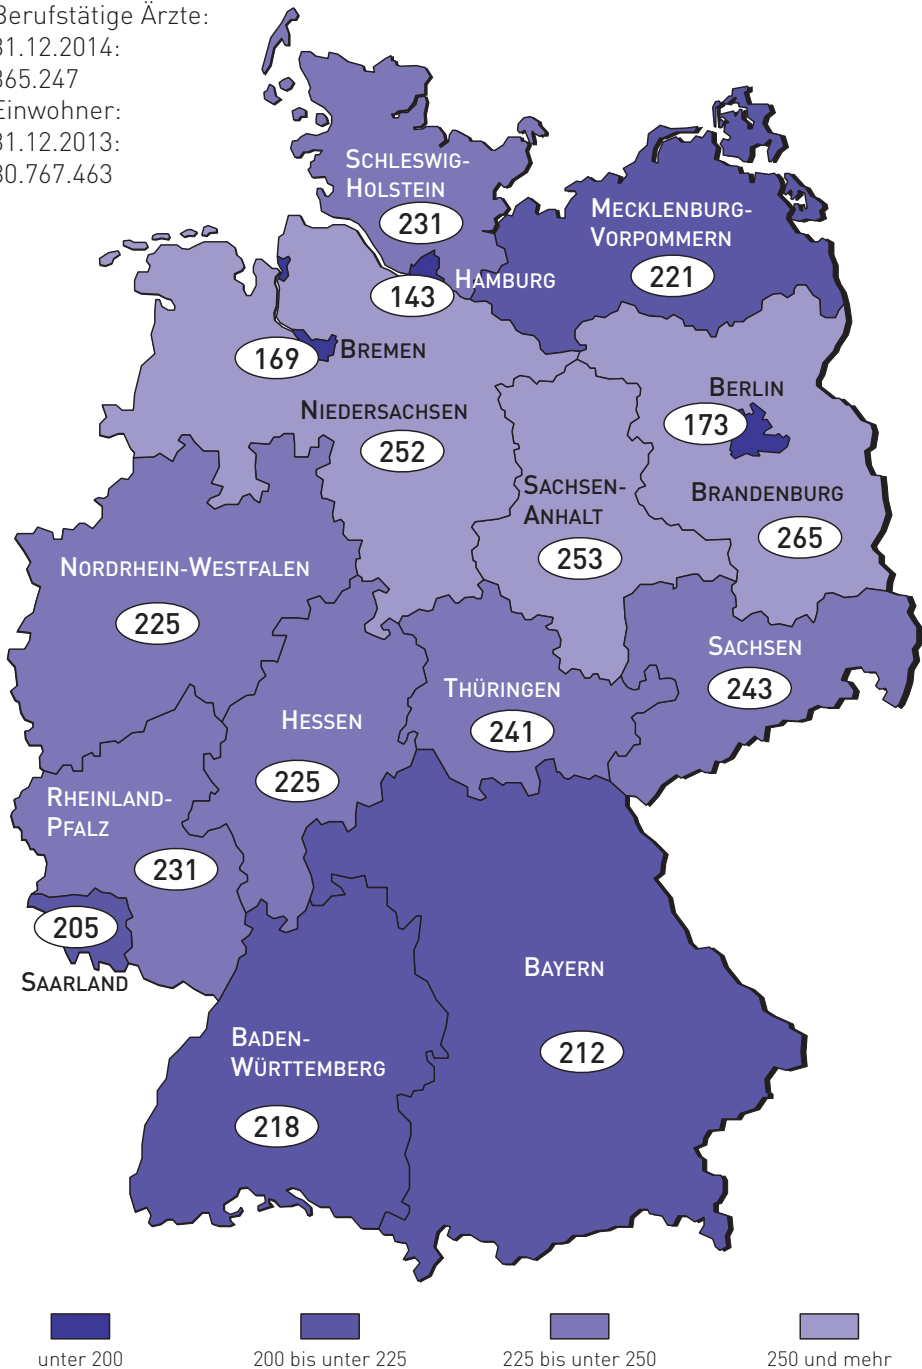 Berufstätige Ärzte:
31.12.2014:
365.247
Einwohner:
31.12.2013:
80.767.463
SCHLESWIG-
HOLSTEIN
231
MECKLENBURG-
VORPOMMERN
221
HAMBURG
143
BREMEN
169
BERLIN
173
NIEDERSACHSEN
252
SACHSEN-
ANHALT
253
BRANDENBURG
265
NORDRHEIN-WESTFALEN
225
SACHSEN
243
THÜRINGEN
241
HESSEN
225
RHEINLAND-
PFALZ
231
205
SAARLAND
BAYERN
212
BADEN-
WÜRTTEMBERG
218
unter 200
200 bis unter 225
225 bis unter 250
250 und mehr